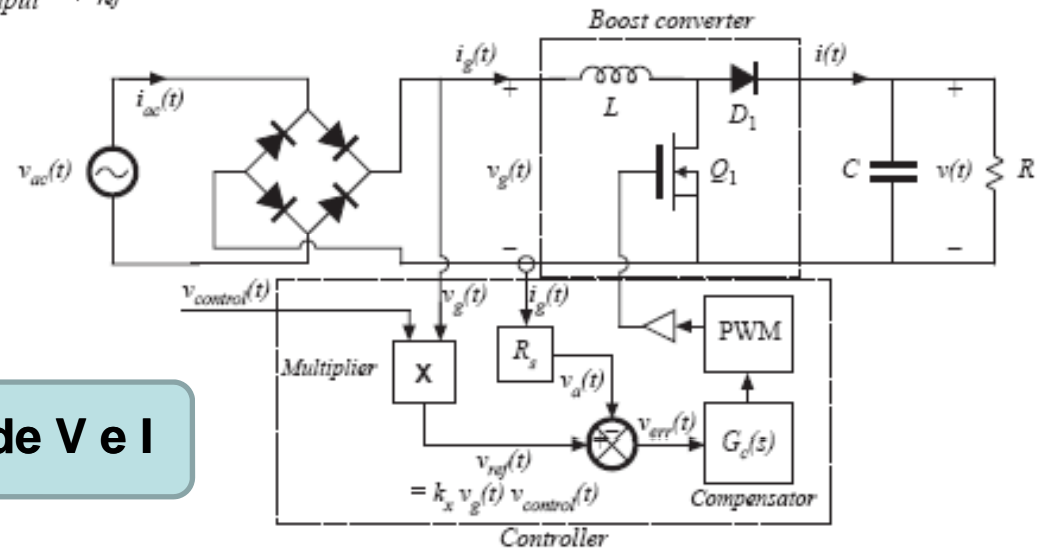 Boost converter
i_g(t)
i(t)
i_ac(t)
+
L
D_1
+
v_ac(t)
v_g(t)
Q_1
C
v(t)
R
–
–
v_control(t)
v_g(t)
i_g(t)
PWM
Multiplier
X
R_s
v_a(t)
+
–
v_err(t)
G_c(s)
de V e I
v_ref(t)
= k_x v_g(t) v_control(t)
Compensator
Controller